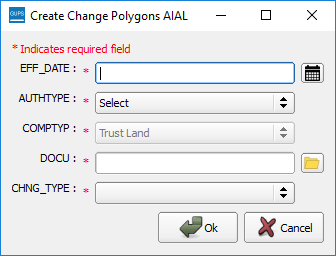 GUPS Create Change Polygons AIAL
* Indicates required field
EFF_DATE : *
AUTHTYPE : * Select
COMPTYP : * Trust Land
DOCU : *
CHNG_TYPE : *
Ok Cancel